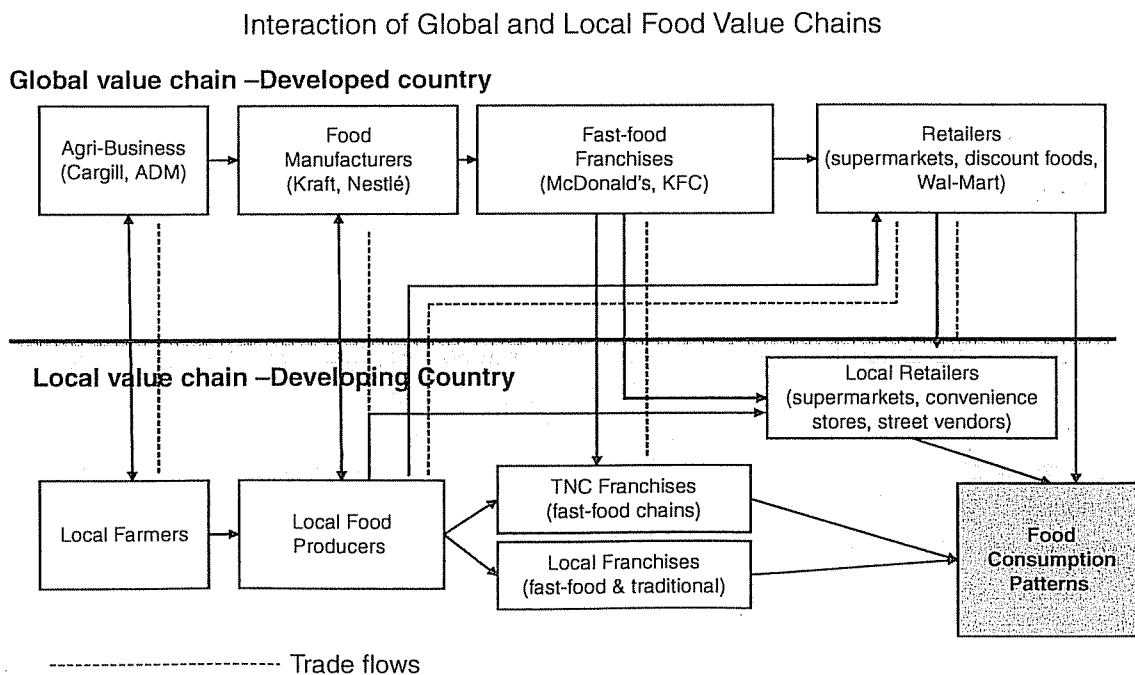 Interaction of Global and Local Food Value Chains
Global value chain –Developed country
Agri-Business
(Cargill, ADM)
Food
Manufacturers
(Kraft, Nestlé)
Fast-food
Franchises
(McDonald's, KFC)
Retailers
(supermarkets, discount foods,
Wal-Mart)
Local value chain –Developing Country
Local Retailers
(supermarkets, convenience
stores, street vendors)
Local Farmers
Local Food
Producers
TNC Franchises
(fast-food chains)
Local Franchises
(fast-food & traditional)
Food
Consumption
Patterns
Trade flows